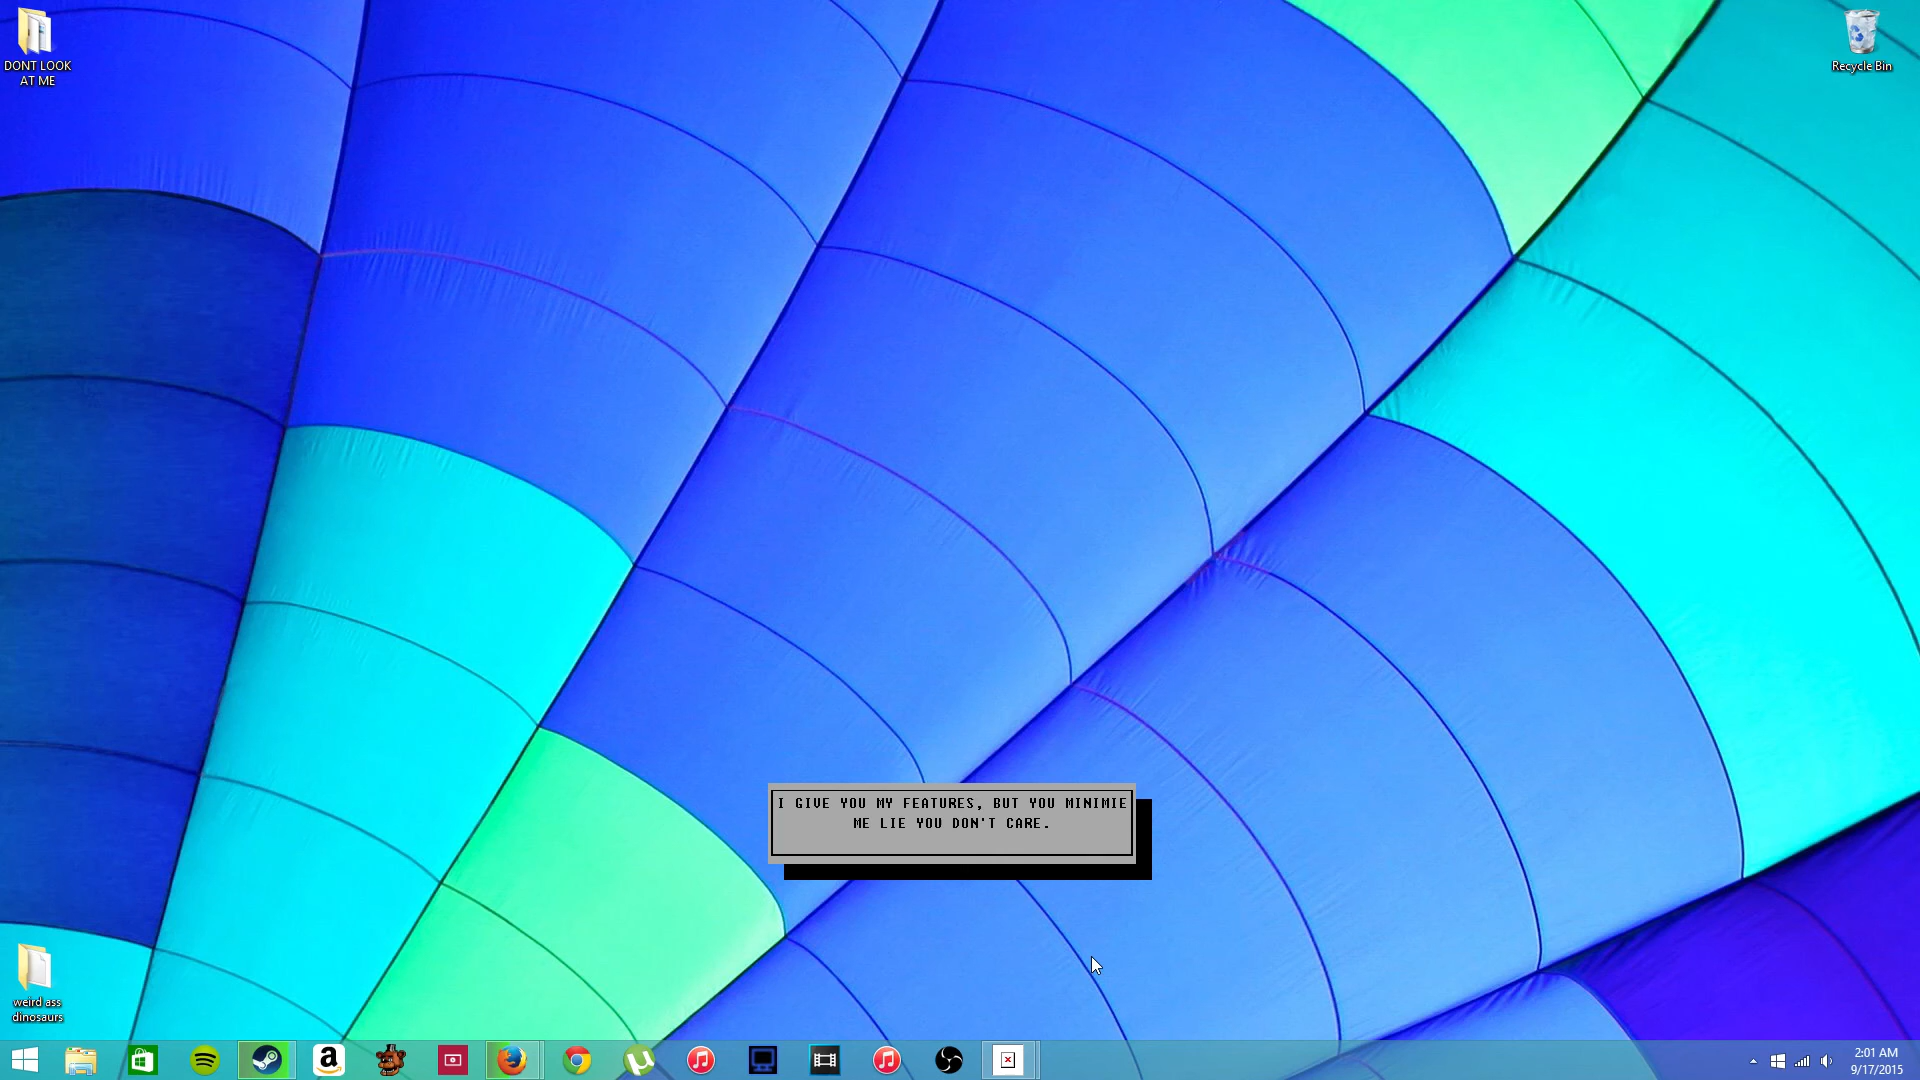 DONT LOOK
AT ME
Recycle Bin
I GIVE YOU MY FEATURES, BUT YOU MINIMIE
ME LIE YOU DON'T CARE.
weird ass
dinosaurs
2:01 AM
9/17/2015